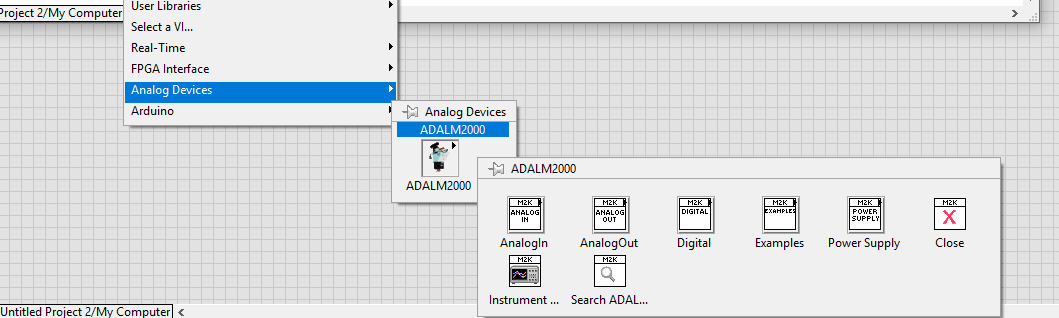 User Libraries
Project 2/My Computer
Select a VI...
Real-Time
FPGA Interface
Analog Devices
Arduino
Analog Devices
ADALM2000
ADALM2000
ADALM2000
M2K M2K M2K M2K M2K M2K
ANALOG IN
ANALOG OUT
DIGITAL
EXAMPLES
POWER SUPPLY
AnalogIn AnalogOut Digital Examples Power Supply Close
M2K M2K
Instrument ... Search ADAL...
Untitled Project 2/My Computer